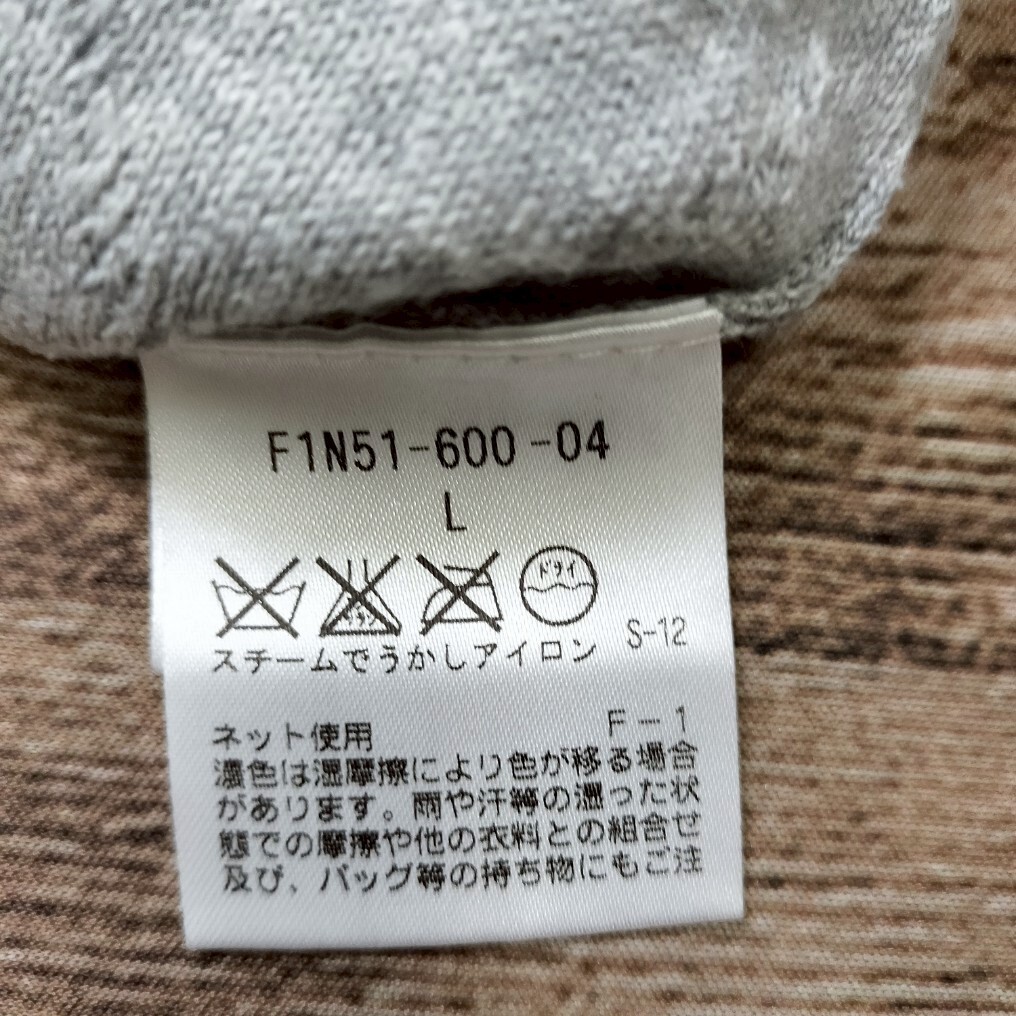 F1N51-600-04
L
エンソ
ドライ
スチームでうかしアイロン S-12
ネット使用 F-1
濃色は湿摩擦により色が移る場合
があります。雨や汗等の湿った状
態での摩擦や他の衣料との組合せ
及び、バッグ等の持ち物にもご注